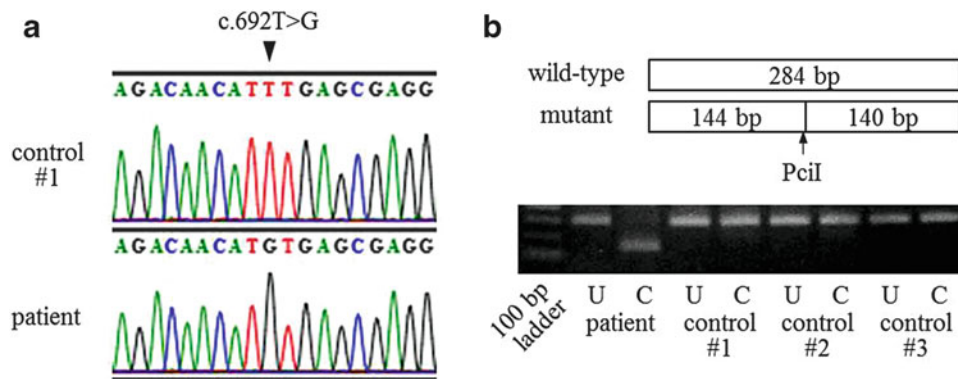 a
c.692T>G
AGACAACATTTGAGCGAGG
control
#1
AGACAACATGTGAGCGAGG
patient
b
wild-type
284 bp
mutant
144 bp
140 bp
PciI
100 bp
ladder
U C U C U C U C
patient
control
#1
control
#2
control
#3